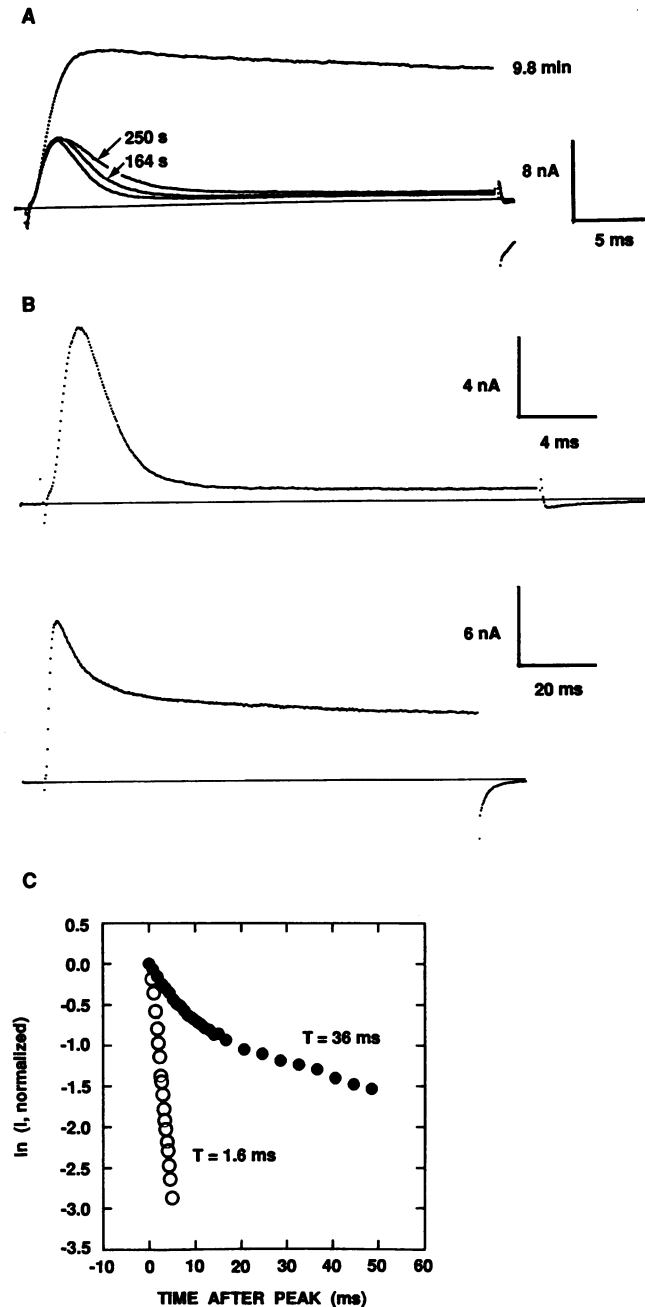 A
9.8 min
250 s
164 s
8 nA
5 ms
B
4 nA
4 ms
6 nA
20 ms
C
0.5
0.0
-0.5
-1.0
-1.5
-2.0
-2.5
-3.0
-3.5
ln (I, normalized)
T = 36 ms
T = 1.6 ms
-10 0 10 20 30 40 50 60
TIME AFTER PEAK (ms)